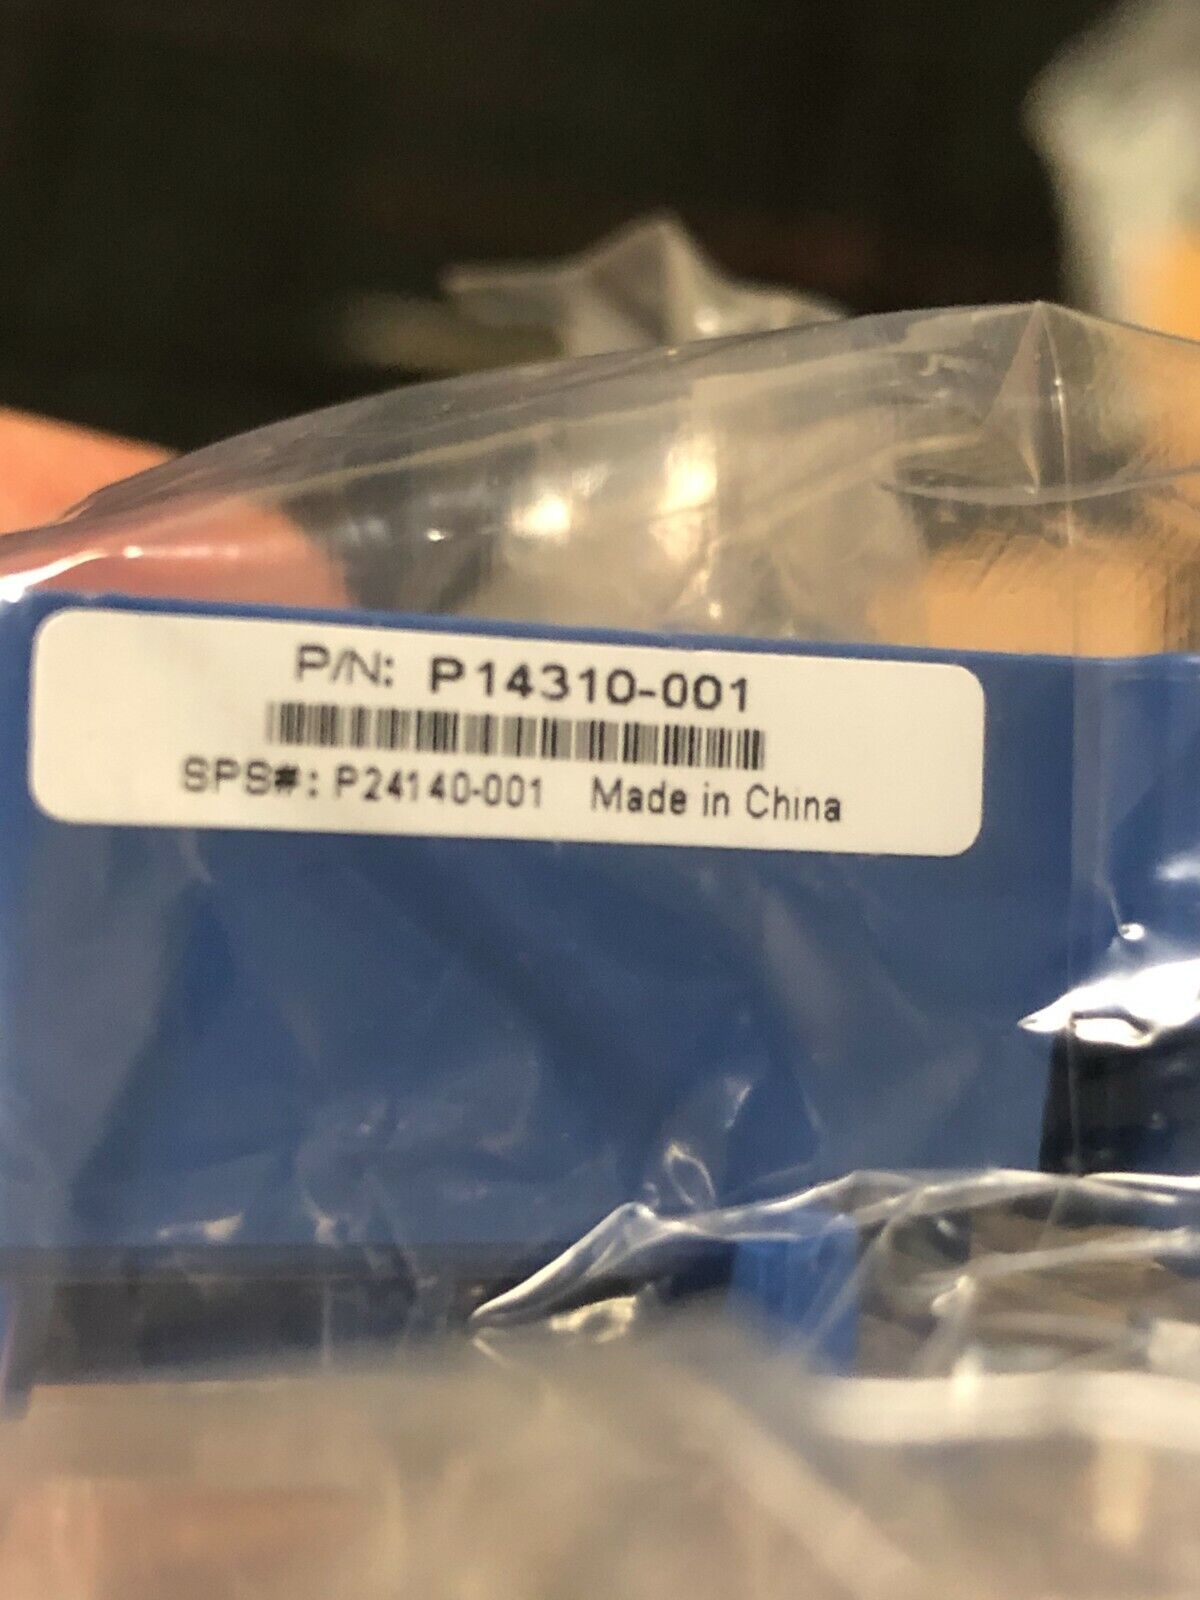 P/N: P14310-001
SPS#: P24140-001 Made in China